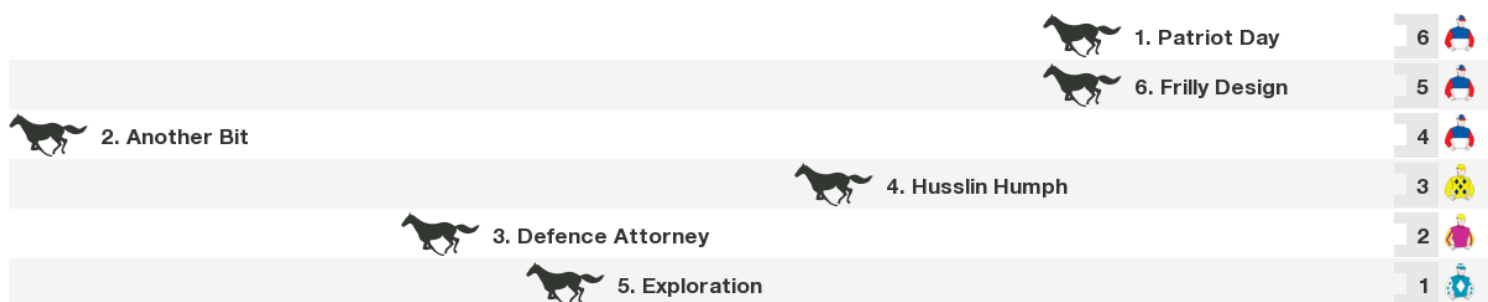 1. Patriot Day 6
6. Frilly Design 5
2. Another Bit 4
4. Husslin Humph 3
3. Defence Attorney 2
5. Exploration 1